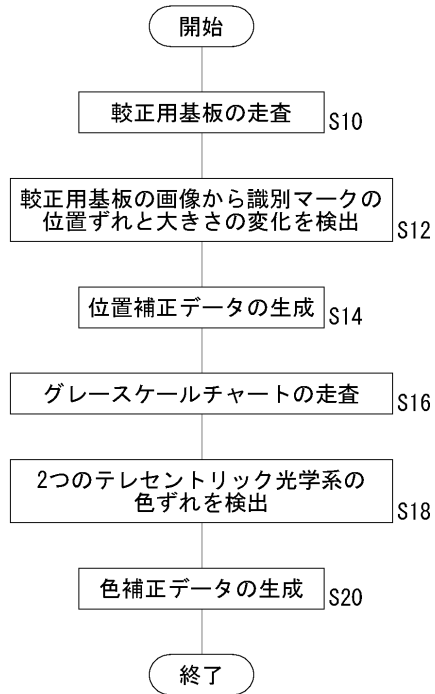 開始
較正用基板の走査
S10
較正用基板の画像から識別マークの
位置ずれと大きさの変化を検出
S12
位置補正データの生成
S14
グレースケールチャートの走査
S16
2つのテレセントリック光学系の
色ずれを検出
S18
色補正データの生成
S20
終了